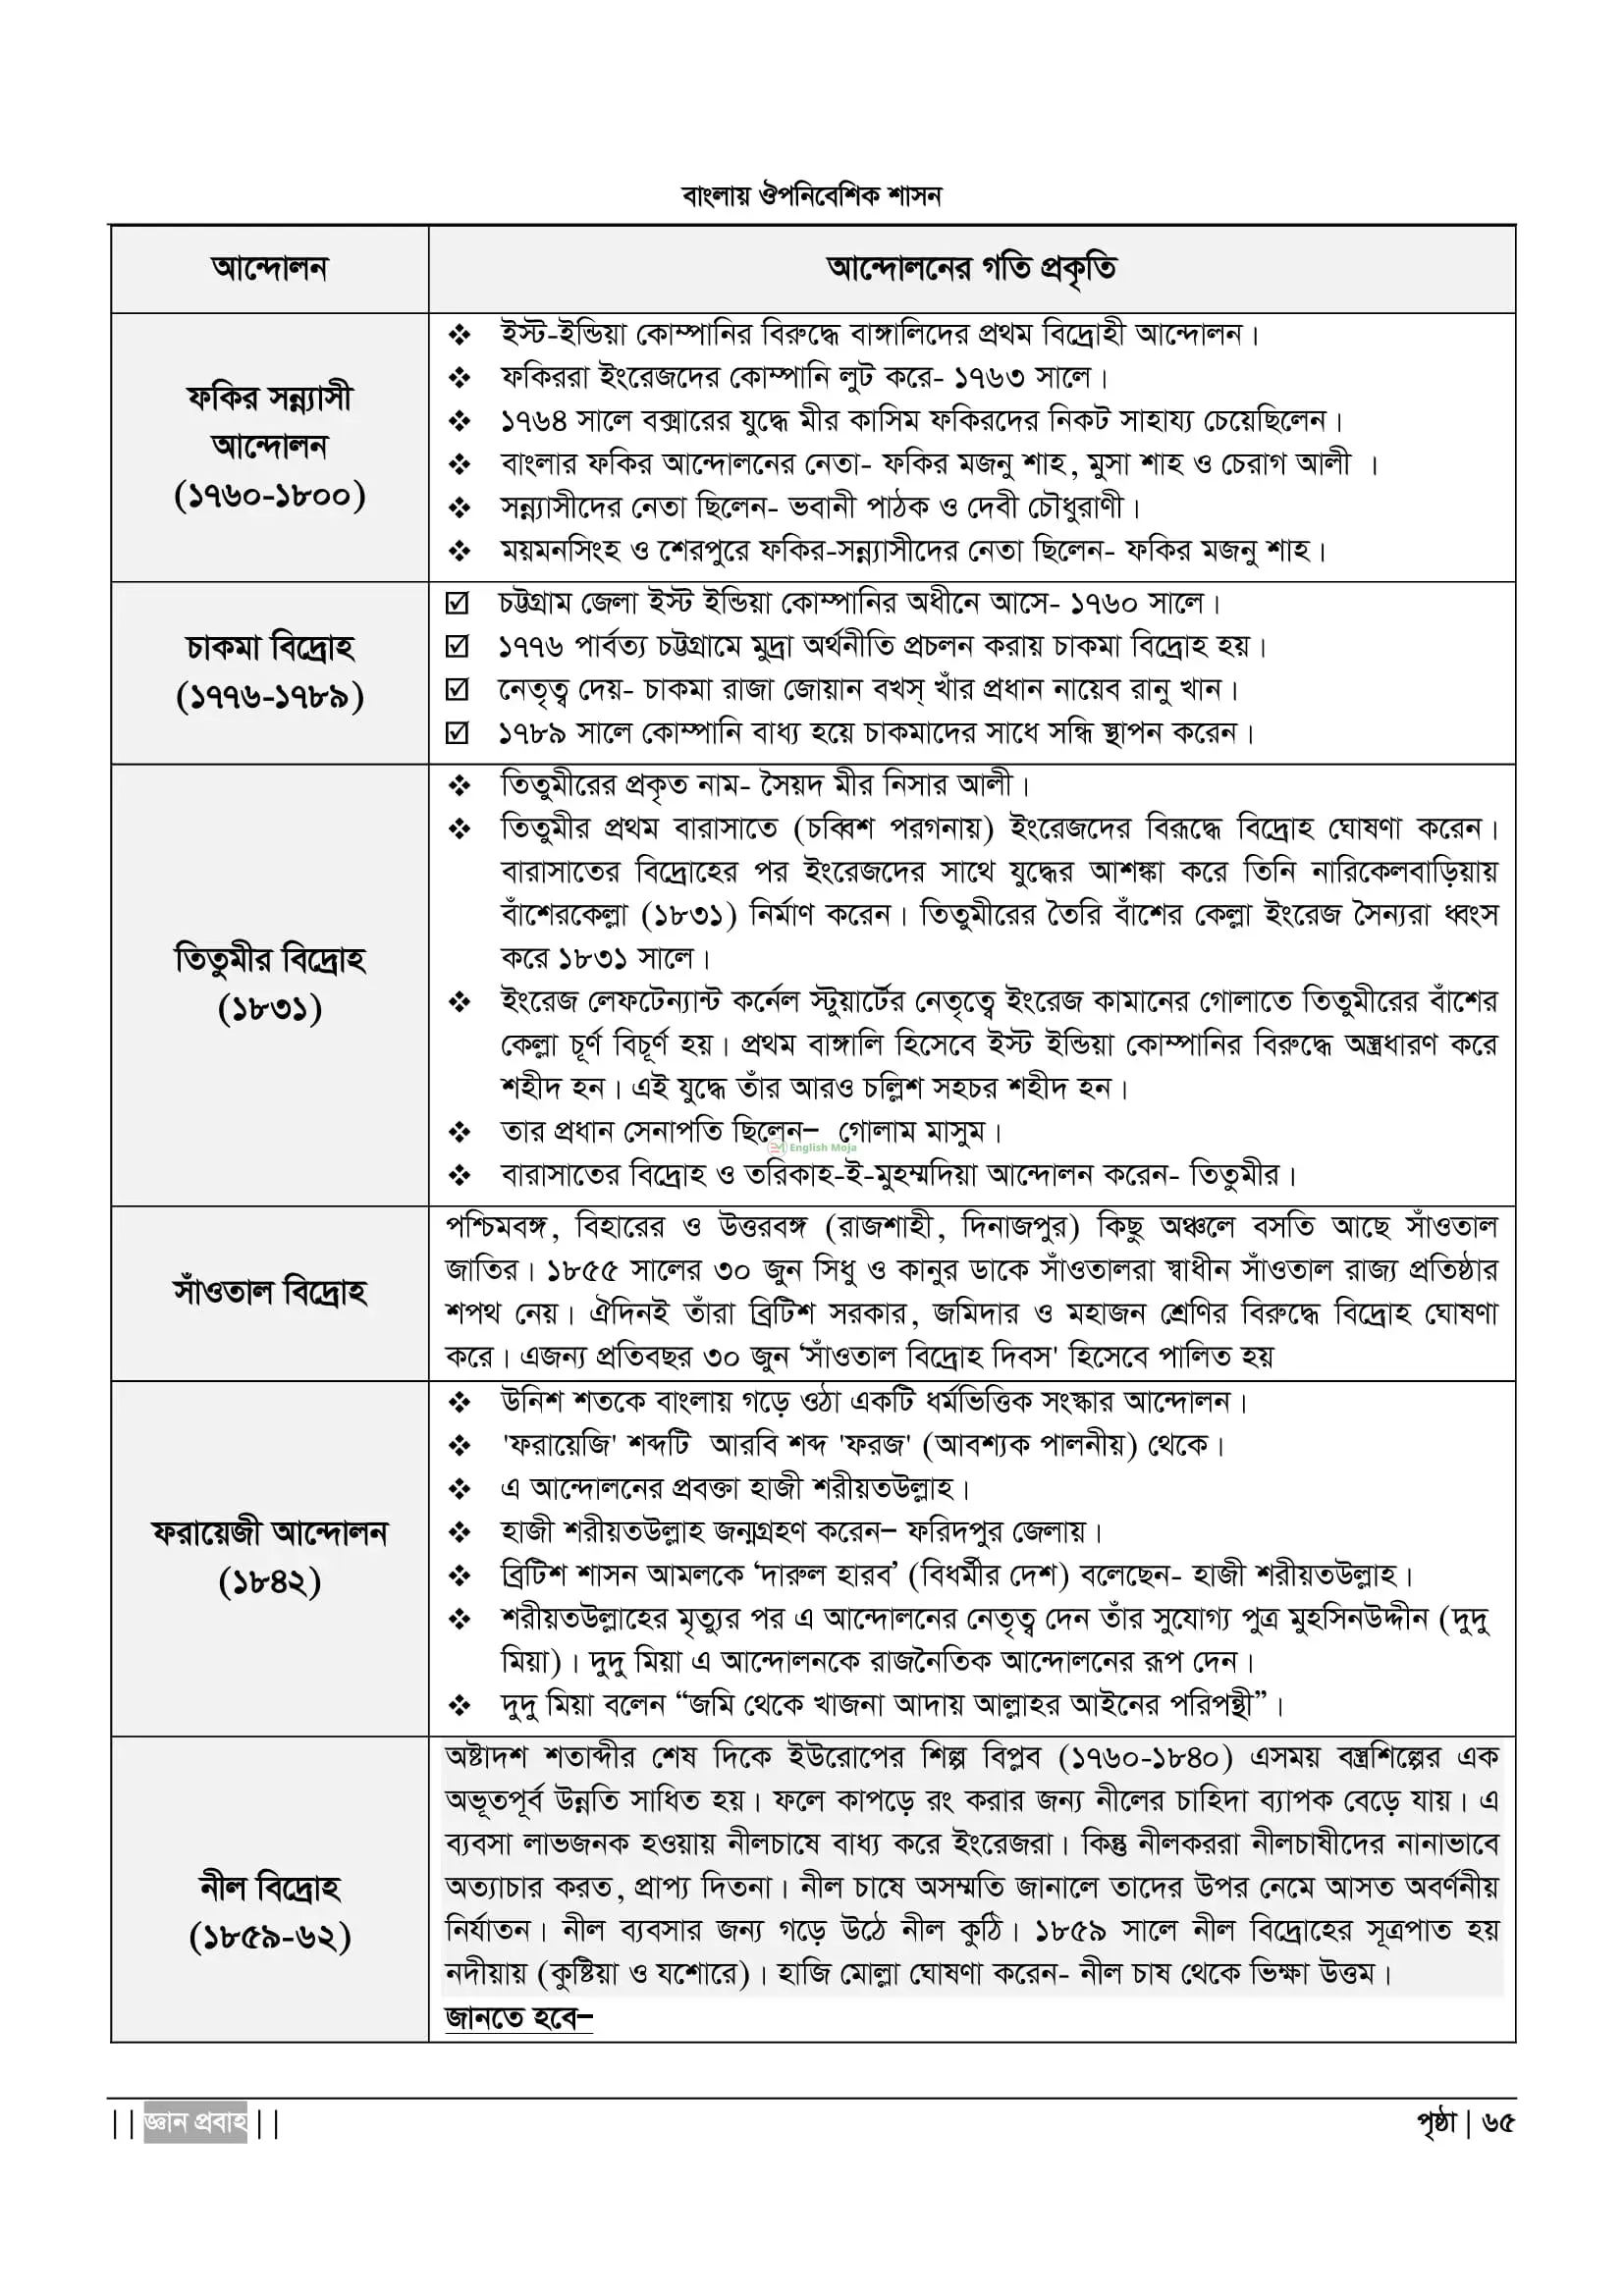 বাংলায় ঔপনিবেশিক শাসন
আন্দোলন
আন্দোলনের গতি প্রকৃতি
ফকির সন্ন্যাসী
আন্দোলন
(১৭৬০-১৮০০)
❖ ইস্ট-ইন্ডিয়া কোম্পানির বিরুদ্ধে বাঙ্গালিদের প্রথম বিদ্রোহী আন্দোলন।
❖ ফকিররা ইংরেজদের কোম্পানি লুট করে- ১৭৬৩ সালে।
❖ ১৭৬৪ সালে বক্সারের যুদ্ধে মীর কাসিম ফকিরদের নিকট সাহায্য চেয়েছিলেন।
❖ বাংলার ফকির আন্দোলনের নেতা- ফকির মজনু শাহ, মুসা শাহ ও চেরাগ আলী ।
❖ সন্ন্যাসীদের নেতা ছিলেন- ভবানী পাঠক ও দেবী চৌধুরাণী।
❖ ময়মনসিংহ ও শেরপুরে ফকির-সন্ন্যাসীদের নেতা ছিলেন- ফকির মজনু শাহ।
চাকমা বিদ্রোহ
(১৭৭৬-১৭৮৯)
☑ চট্টগ্রাম জেলা ইস্ট ইন্ডিয়া কোম্পানির অধীনে আসে- ১৭৬০ সালে।
☑ ১৭৭৬ পার্বত্য চট্টগ্রামে মুদ্রা অর্থনীতি প্রচলন করায় চাকমা বিদ্রোহ হয়।
☑ নেতৃত্ব দেয়- চাকমা রাজা জোয়ান বখস্ খাঁর প্রধান নায়েব রানু খান।
☑ ১৭৮৯ সালে কোম্পানি বাধ্য হয়ে চাকমাদের সাধে সন্ধি স্থাপন করেন।
তিতুমীর বিদ্রোহ
(১৮৩১)
❖ তিতুমীরের প্রকৃত নাম- সৈয়দ মীর নিসার আলী।
❖ তিতুমীর প্রথম বারাসাতে (চব্বিশ পরগনায়) ইংরেজদের বিরূদ্ধে বিদ্রোহ ঘোষণা করেন।
বারাসাতের বিদ্রোহের পর ইংরেজদের সাথে যুদ্ধের আশঙ্কা করে তিনি নারিকেলবাড়িয়ায়
বাঁশেরকেল্লা (১৮৩১) নির্মাণ করেন। তিতুমীরের তৈরি বাঁশের কেল্লা ইংরেজ সৈন্যরা ধ্বংস
করে ১৮৩১ সালে।
❖ ইংরেজ লেফটেন্যান্ট কর্নেল স্টুয়ার্টের নেতৃত্বে ইংরেজ কামানের গোলাতে তিতুমীরের বাঁশের
কেল্লা চূর্ণ বিচূর্ণ হয়। প্রথম বাঙ্গালি হিসেবে ইস্ট ইন্ডিয়া কোম্পানির বিরুদ্ধে অস্ত্রধারণ করে
শহীদ হন। এই যুদ্ধে তাঁর আরও চল্লিশ সহচর শহীদ হন।
❖ তার প্রধান সেনাপতি ছিলেন– গোলাম মাসুম।
English Moja
❖ বারাসাতের বিদ্রোহ ও তরিকাহ-ই-মুহম্মদিয়া আন্দোলন করেন- তিতুমীর।
সাঁওতাল বিদ্রোহ
পশ্চিমবঙ্গ, বিহারের ও উত্তরবঙ্গ (রাজশাহী, দিনাজপুর) কিছু অঞ্চলে বসতি আছে সাঁওতাল
জাতির। ১৮৫৫ সালের ৩০ জুন সিধু ও কানুর ডাকে সাঁওতালরা স্বাধীন সাঁওতাল রাজ্য প্রতিষ্ঠার
শপথ নেয়। ঐদিনই তাঁরা ব্রিটিশ সরকার, জমিদার ও মহাজন শ্রেণির বিরুদ্ধে বিদ্রোহ ঘোষণা
করে। এজন্য প্রতিবছর ৩০ জুন ‘সাঁওতাল বিদ্রোহ দিবস' হিসেবে পালিত হয়
ফরায়েজী আন্দোলন
(১৮৪২)
❖ উনিশ শতকে বাংলায় গড়ে ওঠা একটি ধর্মভিত্তিক সংস্কার আন্দোলন।
❖ 'ফরায়েজি' শব্দটি আরবি শব্দ 'ফরজ' (আবশ্যক পালনীয়) থেকে।
❖ এ আন্দোলনের প্রবক্তা হাজী শরীয়তউল্লাহ।
❖ হাজী শরীয়তউল্লাহ জন্মগ্রহণ করেন– ফরিদপুর জেলায়।
❖ ব্রিটিশ শাসন আমলকে ‘দারুল হারব’ (বিধর্মীর দেশ) বলেছেন- হাজী শরীয়তউল্লাহ।
❖ শরীয়তউল্লাহের মৃত্যুর পর এ আন্দোলনের নেতৃত্ব দেন তাঁর সুযোগ্য পুত্র মুহসিনউদ্দীন (দুদু
মিয়া)। দুদু মিয়া এ আন্দোলনকে রাজনৈতিক আন্দোলনের রূপ দেন।
❖ দুদু মিয়া বলেন “জমি থেকে খাজনা আদায় আল্লাহর আইনের পরিপন্থী”।
নীল বিদ্রোহ
(১৮৫৯-৬২)
অষ্টাদশ শতাব্দীর শেষ দিকে ইউরোপের শিল্প বিপ্লব (১৭৬০-১৮৪০) এসময় বস্ত্রশিল্পের এক
অভূতপূর্ব উন্নতি সাধিত হয়। ফলে কাপড়ে রং করার জন্য নীলের চাহিদা ব্যাপক বেড়ে যায়। এ
ব্যবসা লাভজনক হওয়ায় নীলচাষে বাধ্য করে ইংরেজরা। কিন্তু নীলকররা নীলচাষীদের নানাভাবে
অত্যাচার করত, প্রাপ্য দিতনা। নীল চাষে অসম্মতি জানালে তাদের উপর নেমে আসত অবর্ণনীয়
নির্যাতন। নীল ব্যবসার জন্য গড়ে উঠে নীল কুঠি। ১৮৫৯ সালে নীল বিদ্রোহের সূত্রপাত হয়
নদীয়ায় (কুষ্টিয়া ও যশোরে)। হাজি মোল্লা ঘোষণা করেন- নীল চাষ থেকে ভিক্ষা উত্তম।
জানতে হবে–
|| জ্ঞান প্রবাহ ||
পৃষ্ঠা | ৬৫